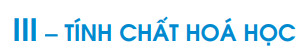 III – TÍNH CHẤT HOÁ HỌC